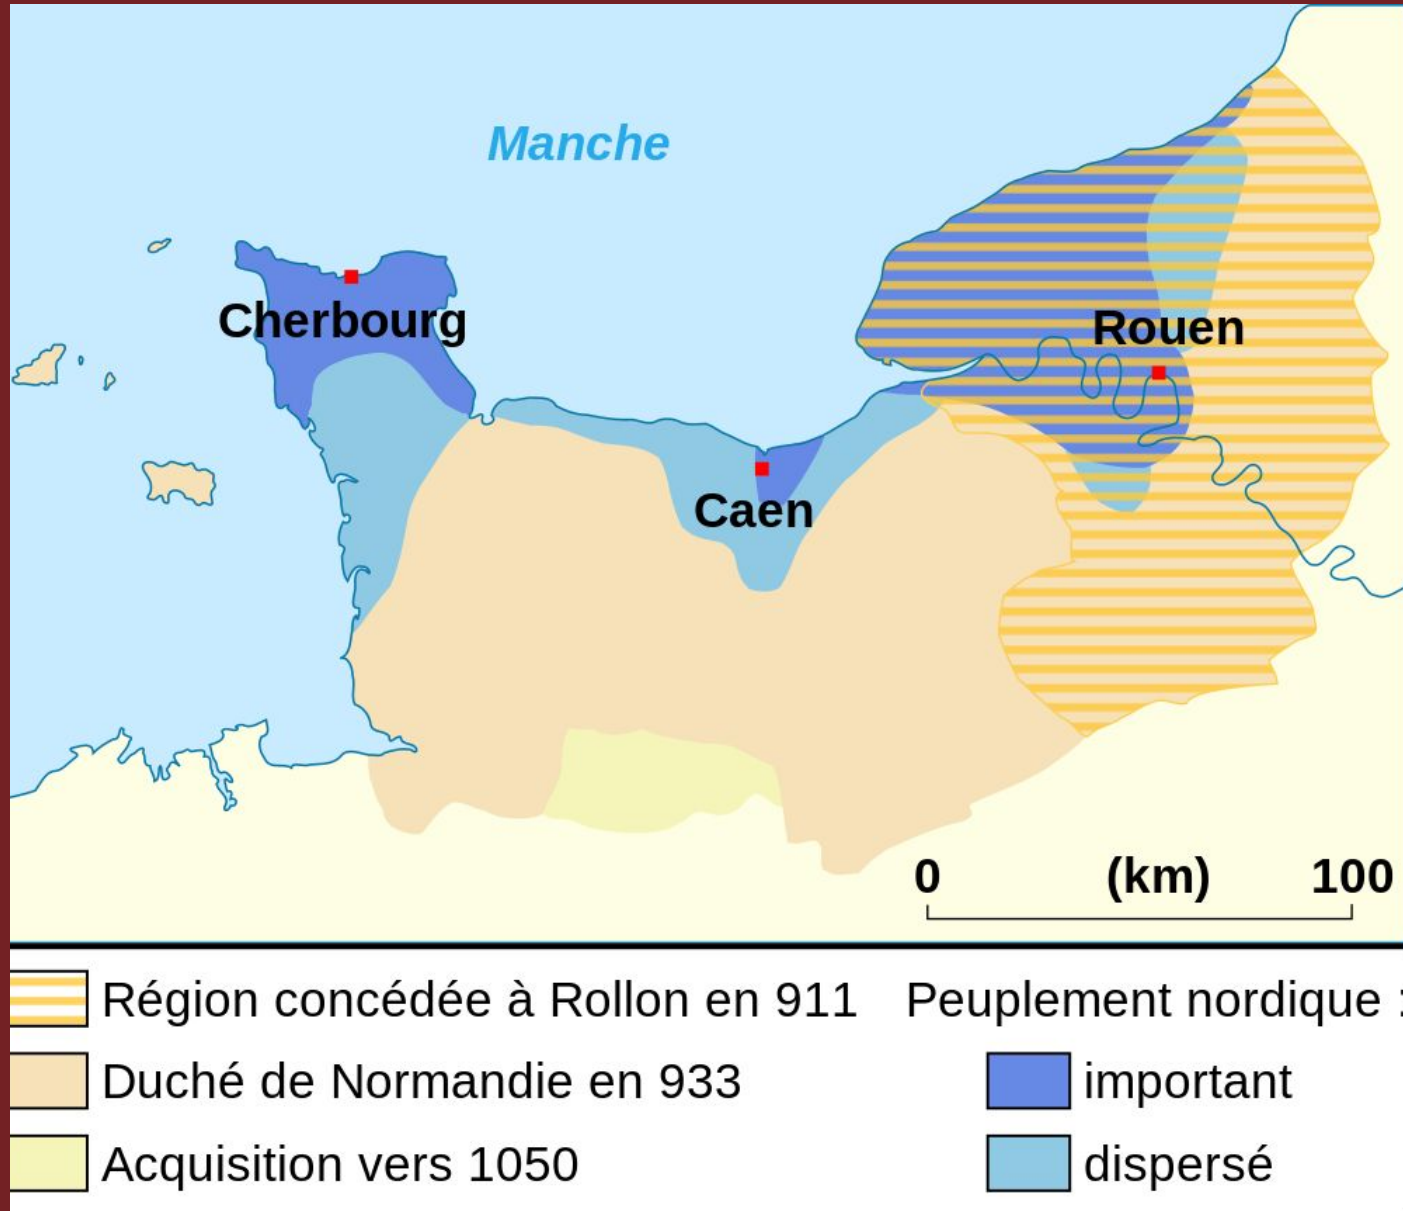 Manche
Cherbourg
Rouen
Caen
0 (km) 100
Région concédée à Rollon en 911
Duché de Normandie en 933
Acquisition vers 1050
Peuplement nordique :
important
dispersé